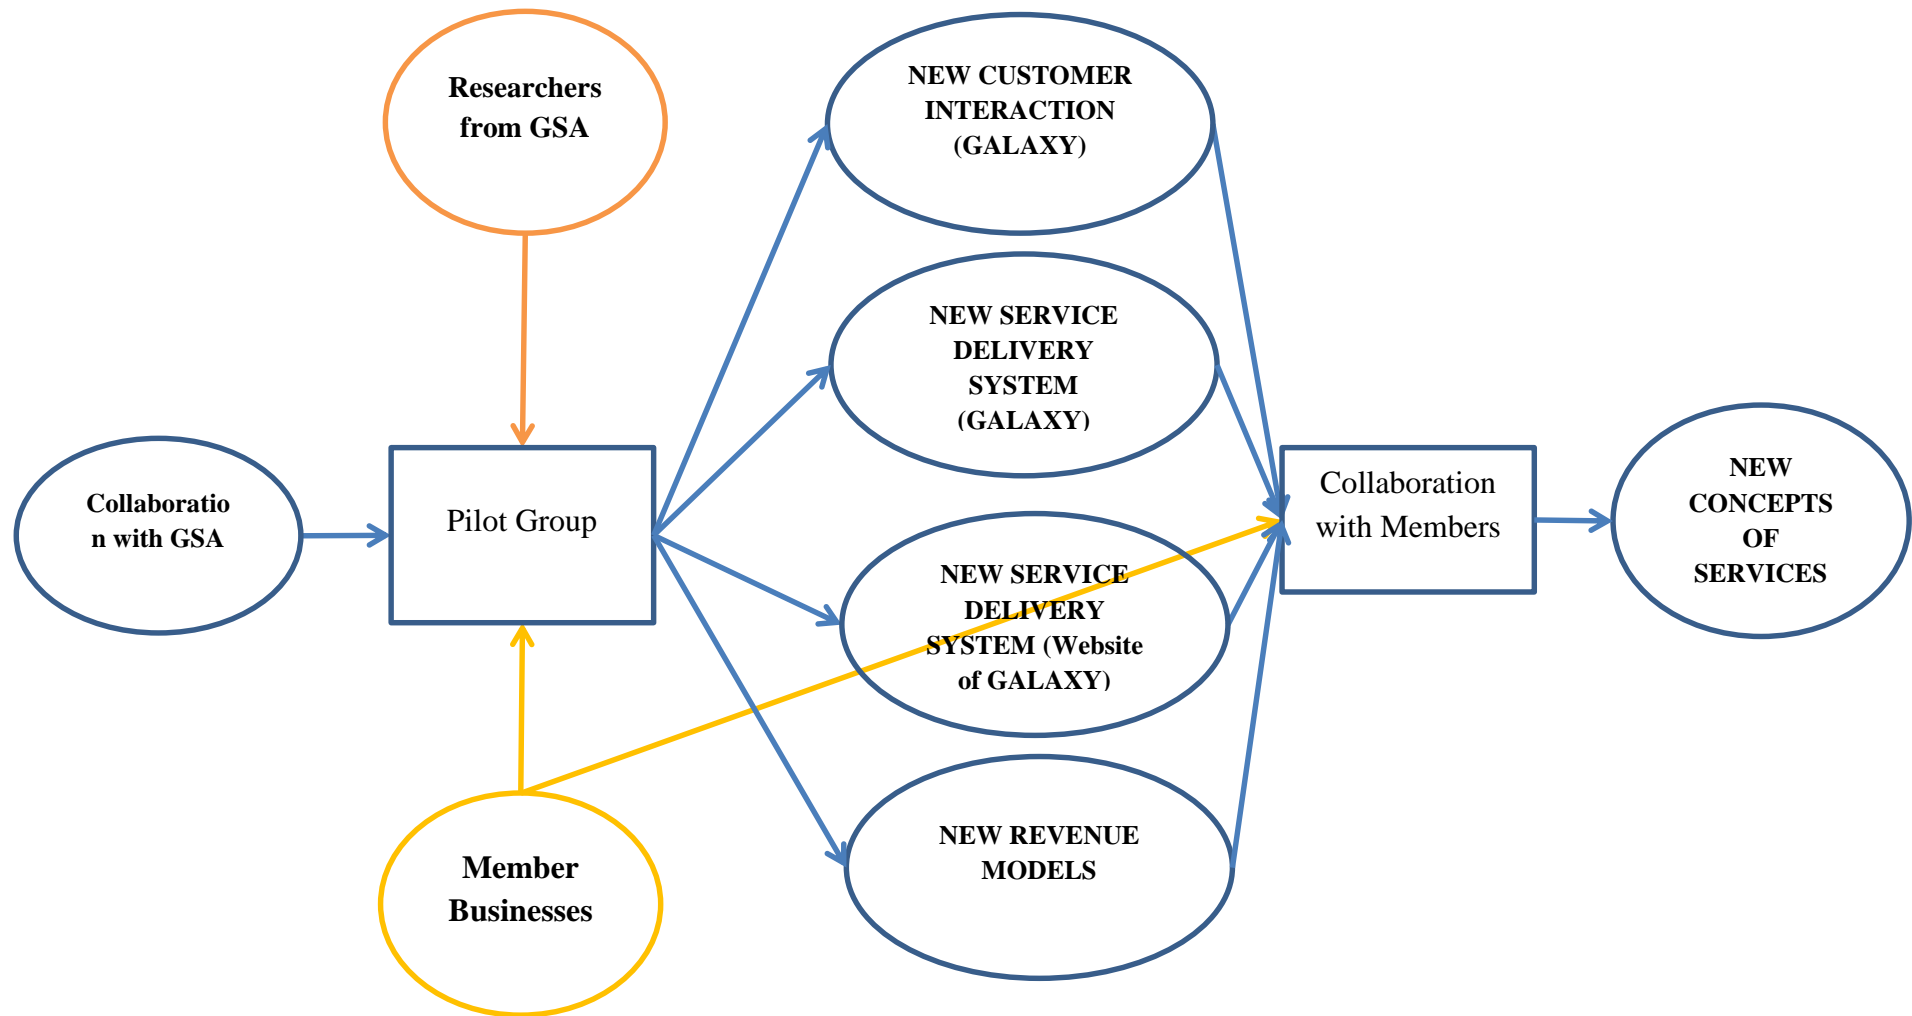 Researchers
from GSA
NEW CUSTOMER
INTERACTION
(GALAXY)
NEW SERVICE
DELIVERY
SYSTEM
(GALAXY)
Collaboratio
n with GSA
Pilot Group
Collaboration
with Members
NEW
CONCEPTS
OF
SERVICES
NEW SERVICE
DELIVERY
SYSTEM (Website
of GALAXY)
Member
Businesses
NEW REVENUE
MODELS